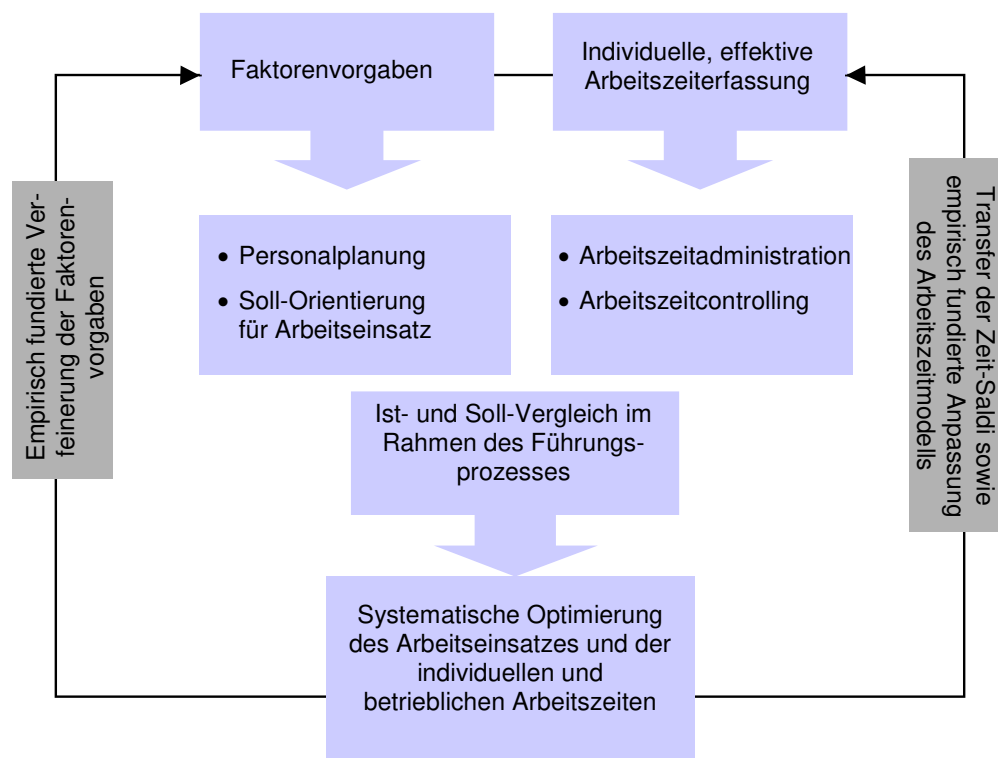 Faktorenvorgaben
Individuelle, effektive
Arbeitszeiterfassung
Empirisch fundierte Ver-
feinerung der Faktoren-
vorgaben
• Personalplanung
• Soll-Orientierung
für Arbeitseinsatz
• Arbeitszeitadministration
• Arbeitszeitcontrolling
Transfer der Zeit-Saldi sowie
empirisch fundierte Anpassung
des Arbeitszeitmodells
Ist- und Soll-Vergleich im
Rahmen des Führungs-
prozesses
Systematische Optimierung
des Arbeitseinsatzes und der
individuellen und
betrieblichen Arbeitszeiten